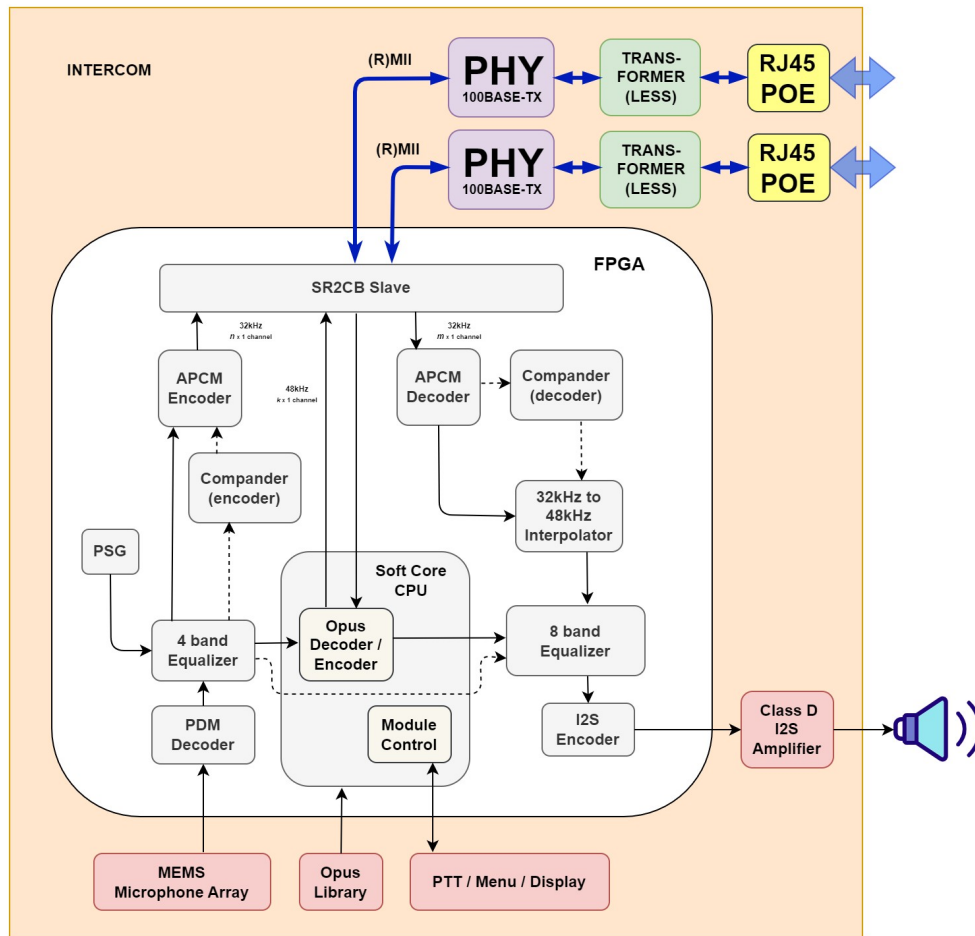 INTERCOM
(R)MII
PHY
100BASE-TX
TRANS-
FORMER
(LESS)
RJ45
POE
(R)MII
PHY
100BASE-TX
TRANS-
FORMER
(LESS)
RJ45
POE
FPGA
SR2CB Slave
32kHz
n x 1 channel
32kHz
m x 1 channel
APCM
Encoder
48kHz
k x 1 channel
APCM
Decoder
Compander
(decoder)
Compander
(encoder)
32kHz to
48kHz
Interpolator
PSG
Soft Core
CPU
4 band
Equalizer
Opus
Decoder /
Encoder
8 band
Equalizer
PDM
Decoder
Module
Control
I2S
Encoder
Class D
I2S
Amplifier
MEMS
Microphone Array
Opus
Library
PTT / Menu / Display